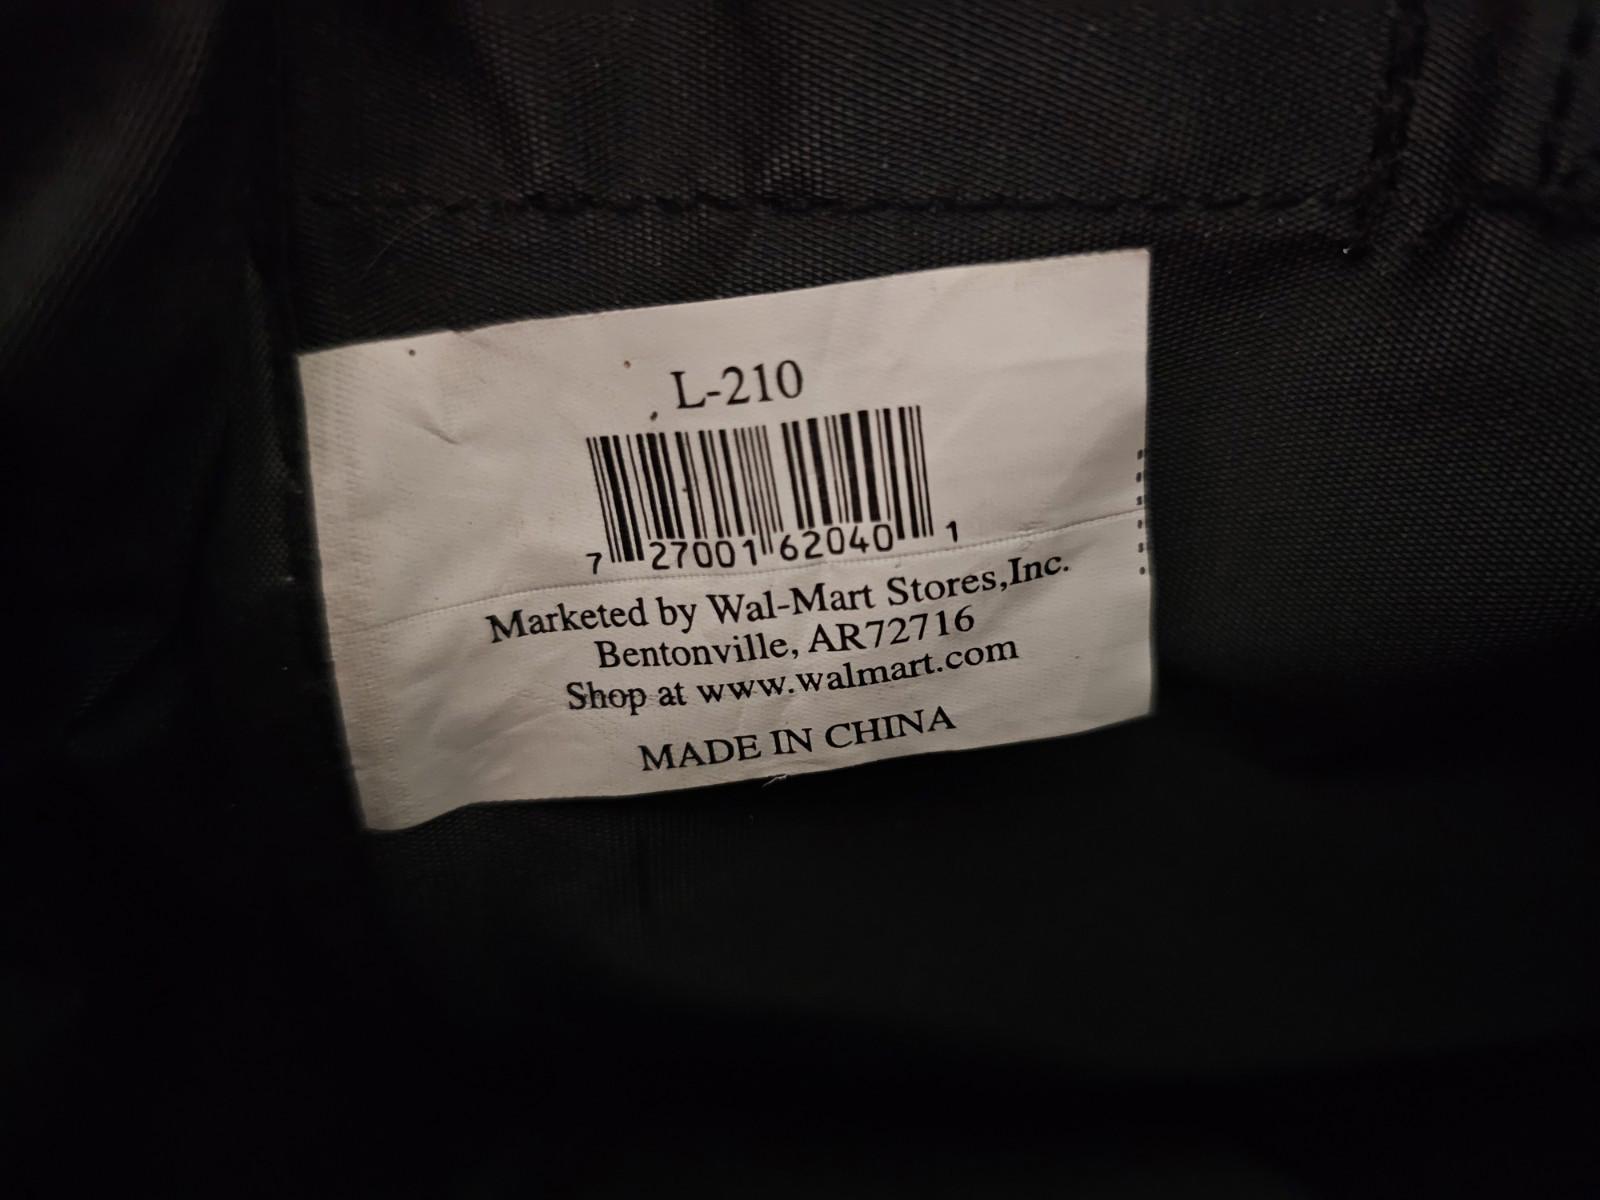 L-210
7 27001 62040 1
Marketed by Wal-Mart Stores,Inc.
Bentonville, AR72716
Shop at www.walmart.com
MADE IN CHINA